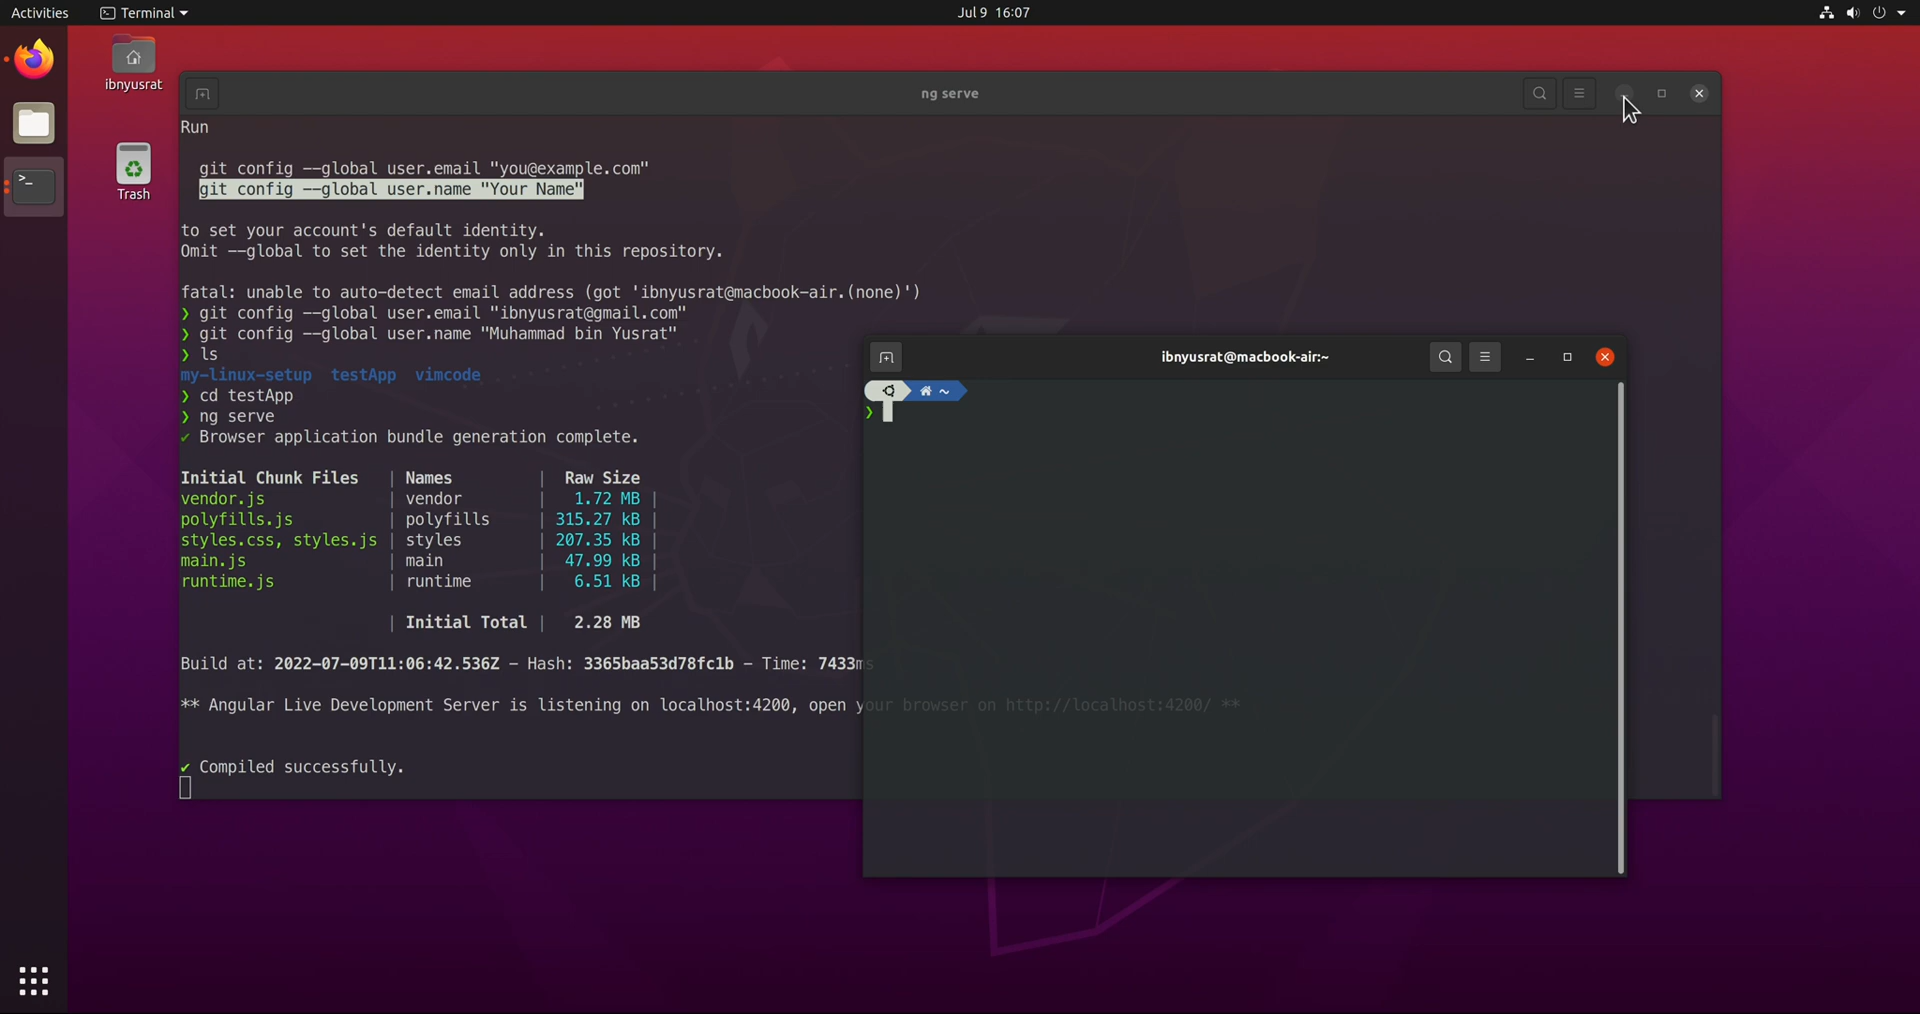 Activities
Terminal
Jul 9 16:07
ibnyusrat
Trash
ng serve
Run
git config --global user.email "you@example.com"
git config --global user.name "Your Name"
to set your account's default identity.
Omit --global to set the identity only in this repository.
fatal: unable to auto-detect email address (got 'ibnyusrat@macbook-air.(none)')
❯ git config --global user.email "ibnyusrat@gmail.com"
❯ git config --global user.name "Muhammad bin Yusrat"
❯ ls
my-linux-setup testApp vimcode
❯ cd testApp
❯ ng serve
✔ Browser application bundle generation complete.
Initial Chunk Files | Names | Raw Size
vendor.js | vendor | 1.72 MB |
polyfills.js | polyfills | 315.27 kB |
styles.css, styles.js | styles | 207.35 kB |
main.js | main | 47.99 kB |
runtime.js | runtime | 6.51 kB |
| Initial Total | 2.28 MB
Build at: 2022-07-09T11:06:42.536Z - Hash: 3365baa53d78fc1b - Time: 7433ms
** Angular Live Development Server is listening on localhost:4200, open your browser on http://localhost:4200/ **
✔ Compiled successfully.
ibnyusrat@macbook-air:~
~
❯